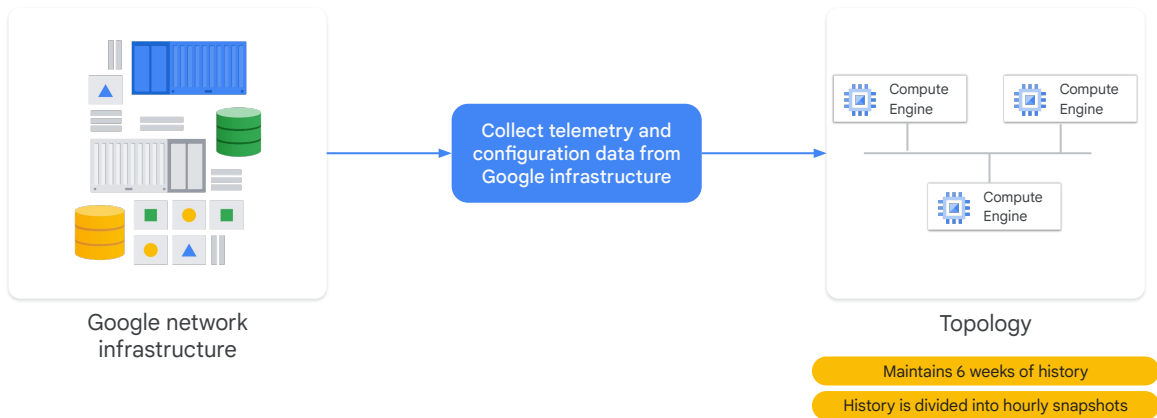 Collect telemetry and
configuration data from
Google infrastructure
Compute
Engine
Compute
Engine
Compute
Engine
Google network
infrastructure
Topology
Maintains 6 weeks of history
History is divided into hourly snapshots